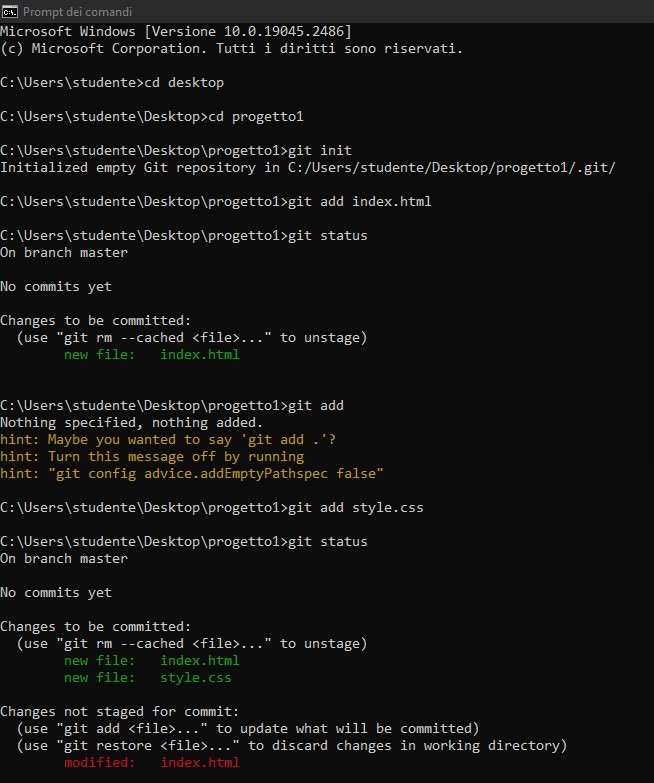 Prompt dei comandi
Microsoft Windows [Versione 10.0.19045.2486]
(c) Microsoft Corporation. Tutti i diritti sono riservati.
C:\Users\studente>cd desktop
C:\Users\studente\Desktop>cd progetto1
C:\Users\studente\Desktop\progetto1>git init
Initialized empty Git repository in C:/Users/studente/Desktop/progetto1/.git/
C:\Users\studente\Desktop\progetto1>git add index.html
C:\Users\studente\Desktop\progetto1>git status
On branch master
No commits yet
Changes to be committed:
  (use "git rm --cached <file>..." to unstage)
        new file:   index.html
C:\Users\studente\Desktop\progetto1>git add
Nothing specified, nothing added.
hint: Maybe you wanted to say 'git add .'?
hint: Turn this message off by running
hint: "git config advice.addEmptyPathspec false"
C:\Users\studente\Desktop\progetto1>git add style.css
C:\Users\studente\Desktop\progetto1>git status
On branch master
No commits yet
Changes to be committed:
  (use "git rm --cached <file>..." to unstage)
        new file:   index.html
        new file:   style.css
Changes not staged for commit:
  (use "git add <file>..." to update what will be committed)
  (use "git restore <file>..." to discard changes in working directory)
        modified:   index.html